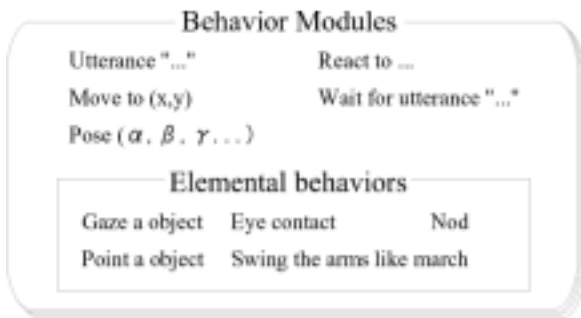 Behavior Modules
Utterance "..." React to ...
Move to (x,y) Wait for utterance "..."
Pose (α, β, γ...)
Elemental behaviors
Gaze a object Eye contact Nod
Point a object Swing the arms like march